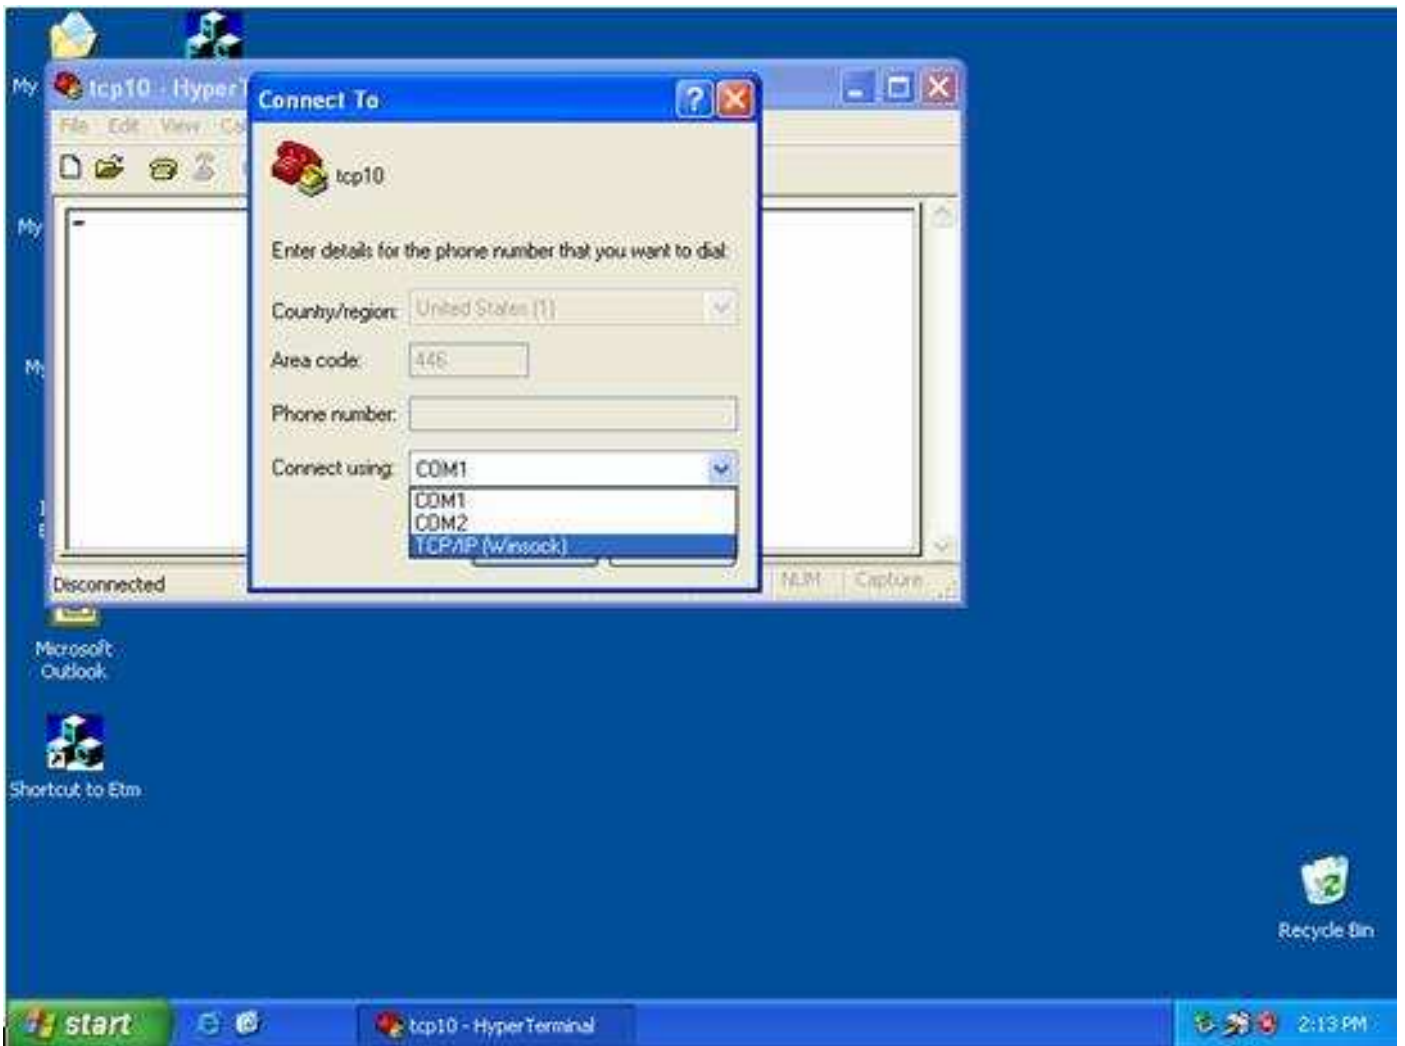 My
tcp10 - HyperT
File Edit View Ca
Connect To
tcp10
My
Enter details for the phone number that you want to dial:
Country/region: United States (1)
Area code: 446
My
Phone number:
Connect using: COM1
COM1
COM2
TCP/IP (Winsock)
Disconnected
NUM
Capture
Microsoft
Outlook
Shortcut to Etm
Recycle Bin
start
tcp10 - HyperTerminal
2:13 PM